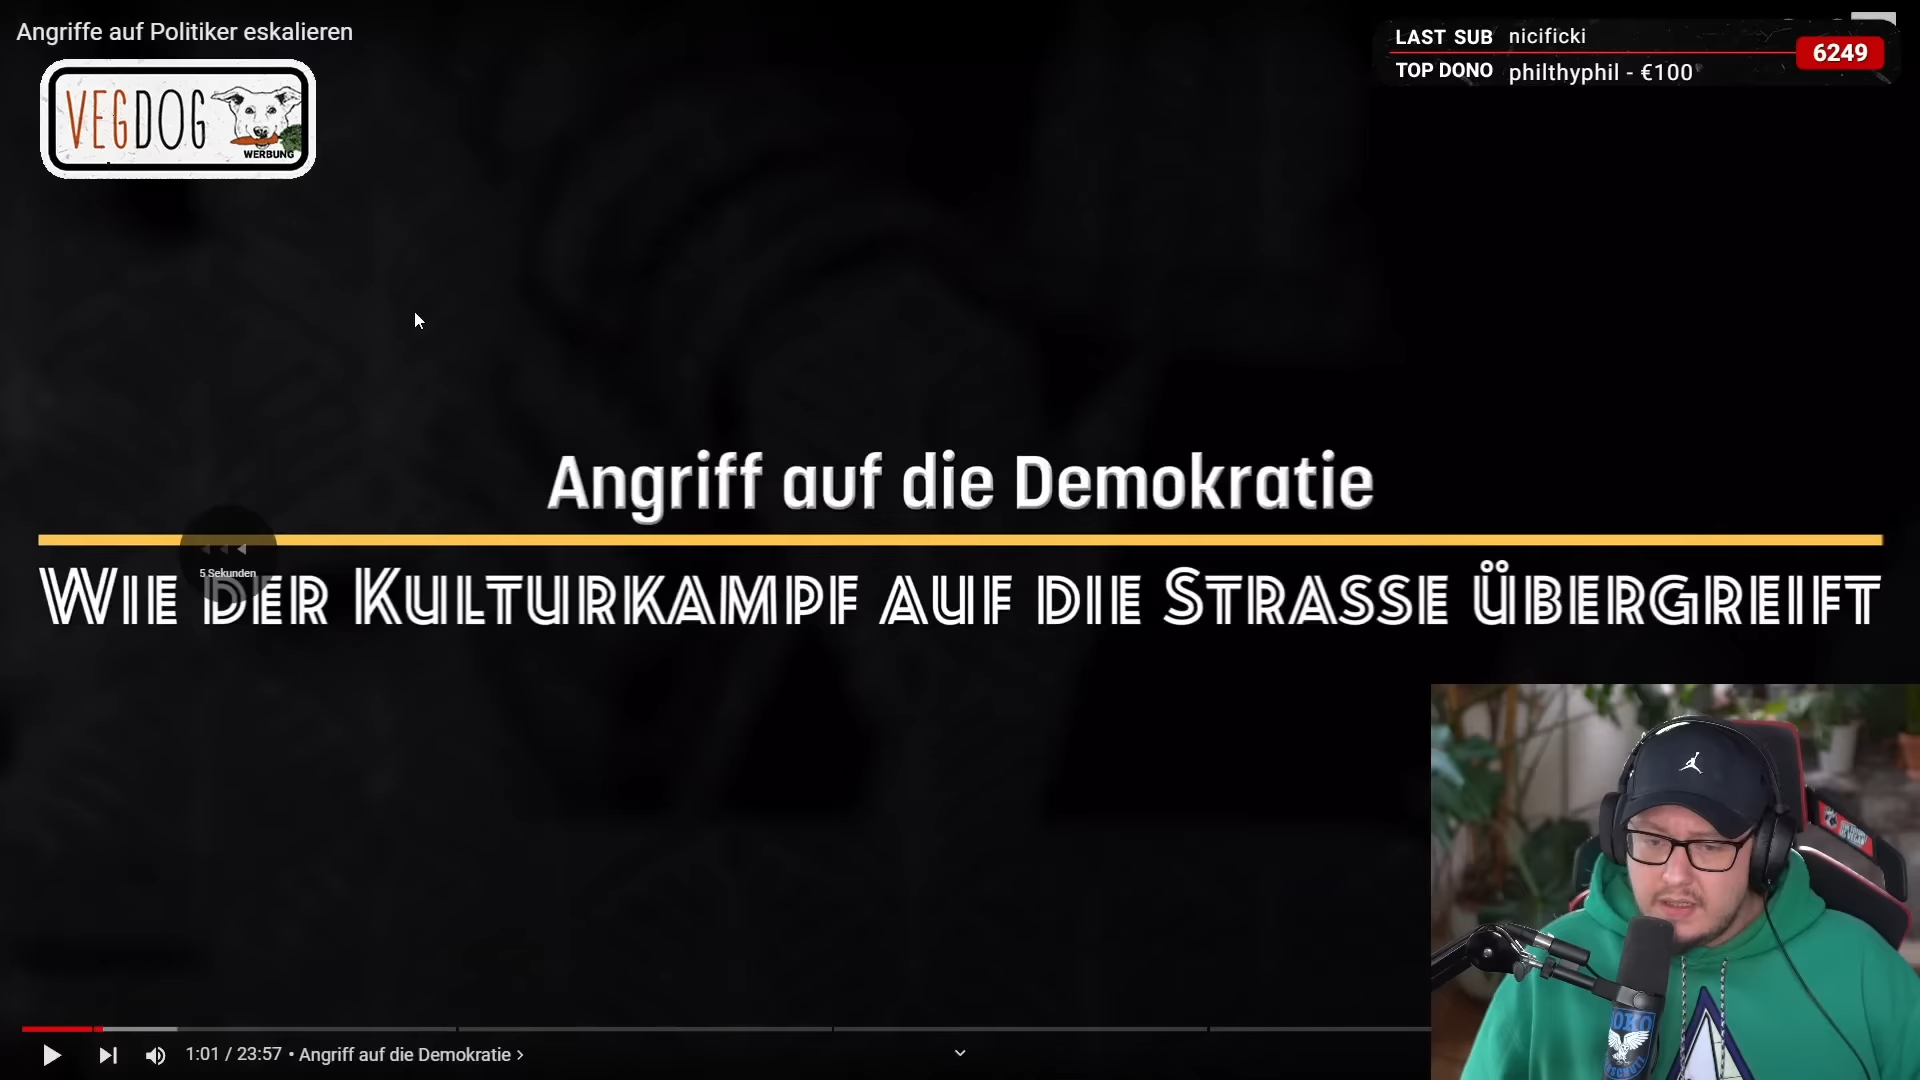 Angriffe auf Politiker eskalieren
LAST SUB nicificki
6249
TOP DONO philthyphil - €100
VEGDOG
WERBUNG
Angriff auf die Demokratie
5 Sekunden
WIE DER KULTURKAMPF AUF DIE STRASSE ÜBERGREIFT
1:01 / 23:57 • Angriff auf die Demokratie